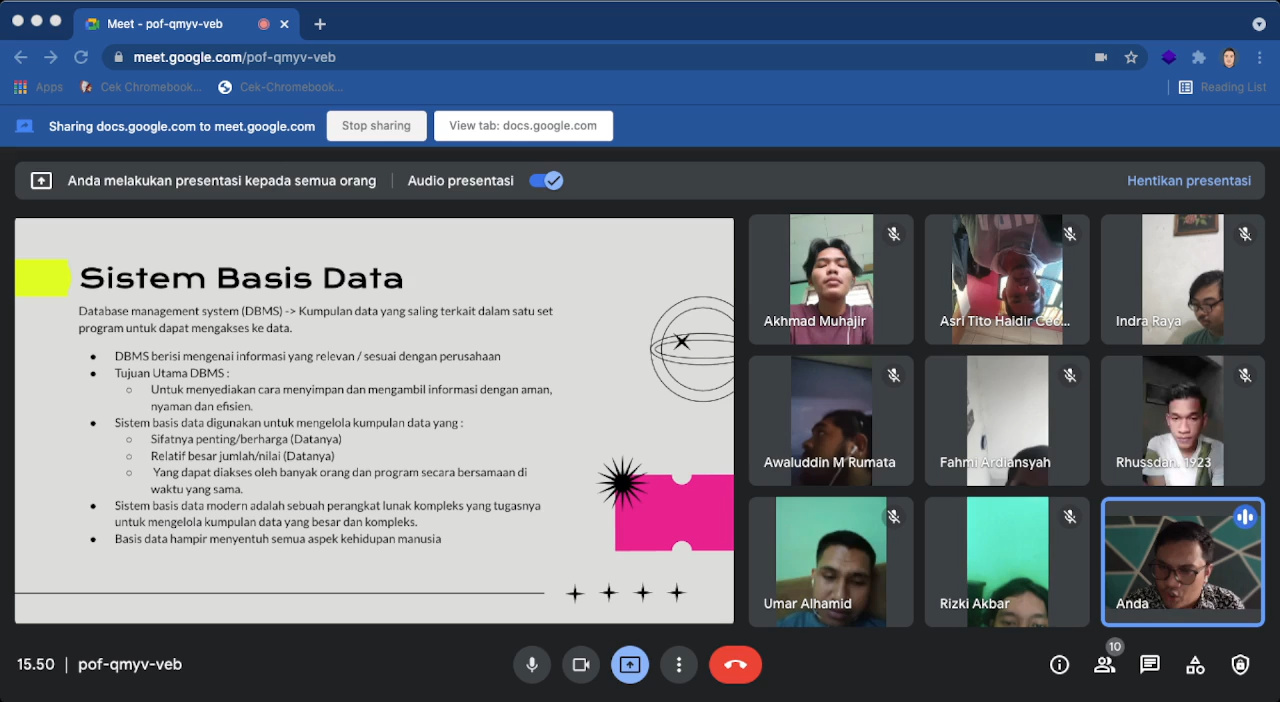 Meet - pof-qmyv-veb
meet.google.com/pof-qmyv-veb
Apps
Cek Chromebook...
Cek-Chromebook...
Reading List
Sharing docs.google.com to meet.google.com
Stop sharing
View tab: docs.google.com
Anda melakukan presentasi kepada semua orang
Audio presentasi
Hentikan presentasi
Sistem Basis Data
Database management system (DBMS) -> Kumpulan data yang saling terkait dalam satu set
program untuk dapat mengakses ke data.
● DBMS berisi mengenai informasi yang relevan / sesuai dengan perusahaan
● Tujuan Utama DBMS :
○ Untuk menyediakan cara menyimpan dan mengambil informasi dengan aman,
nyaman dan efisien.
● Sistem basis data digunakan untuk mengelola kumpulan data yang :
○ Sifatnya penting/berharga (Datanya)
○ Relatif besar jumlah/nilai (Datanya)
○ Yang dapat diakses oleh banyak orang dan program secara bersamaan di
waktu yang sama.
● Sistem basis data modern adalah sebuah perangkat lunak kompleks yang tugasnya
untuk mengelola kumpulan data yang besar dan kompleks.
● Basis data hampir menyentuh semua aspek kehidupan manusia
Akhmad Muhajir
Asri Tito Haidir Cec...
Indra Raya
Awaluddin M Rumata
Fahmi Ardiansyah
Rhussdan. 1923
Umar Alhamid
Rizki Akbar
Anda
15.50 | pof-qmyv-veb
10